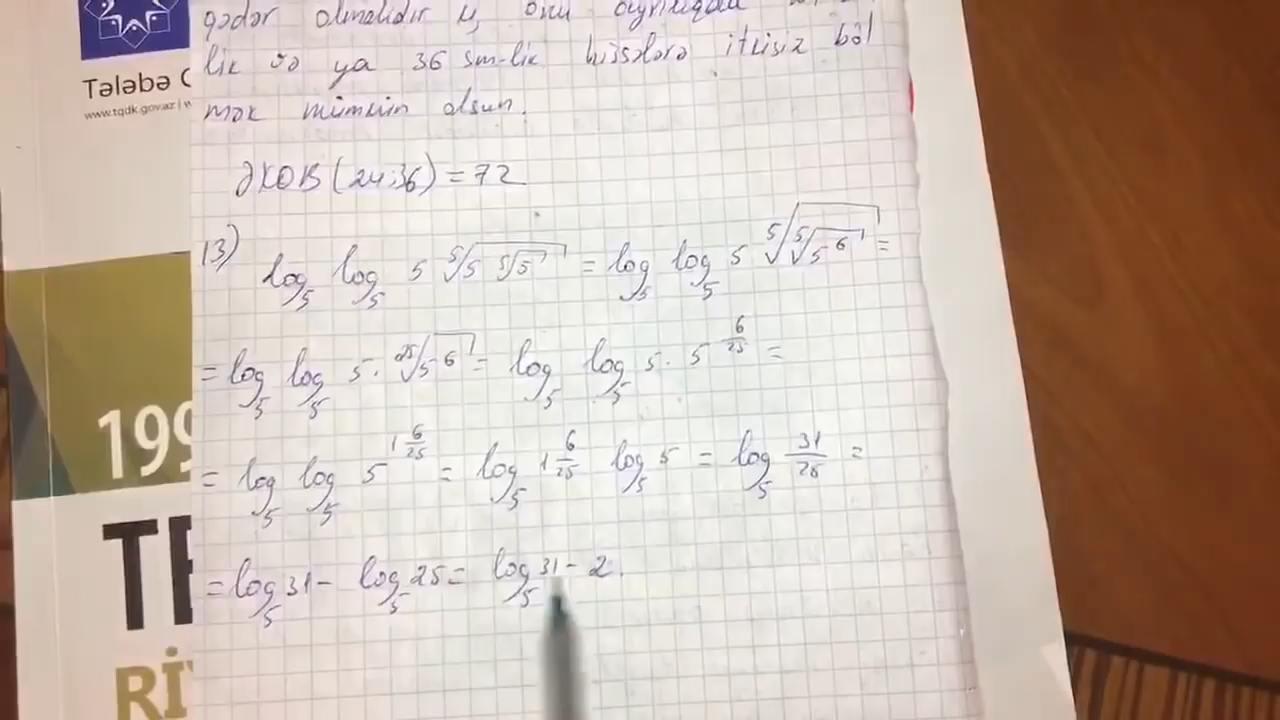 qədər olmalıdır ki, onu
lik və ya 36 sm-lik hissələrə itkisiz böl
mək mümkün olsun.
ƏKOB (24;36) = 72
13) log₅ log₅ 5 ⁵√(5 ⁵√5) = log₅ log₅ 5 ⁵√(⁵√(5⁶)) =
= log₅ log₅ 5 · ²⁵√(5⁶) = log₅ log₅ 5 · 5^(6/25) =
= log₅ log₅ 5^(1 6/25) = log₅ 1 6/25 log₅ 5 = log₅ 31/25 =
= log₅ 31 - log₅ 25 = log₅ 31 - 2.
Tələbə
www.tqdk.gov.az
199
TE
Rİ